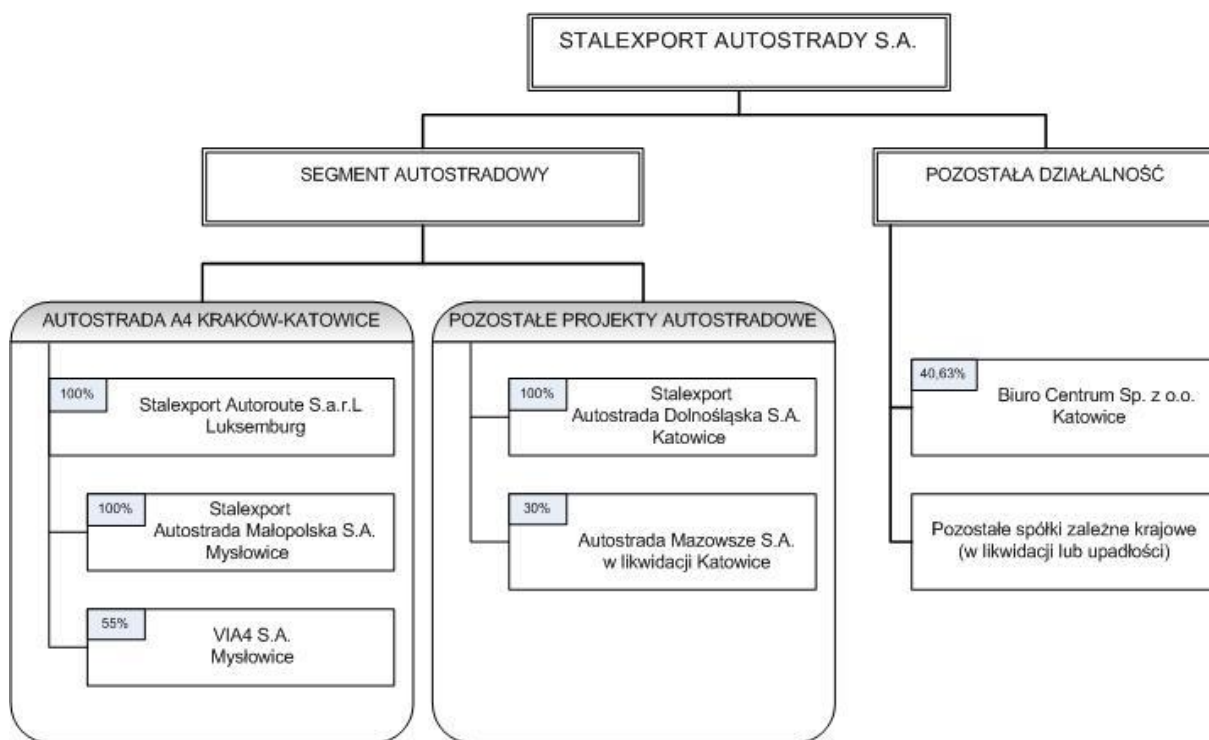 STALEXPORT AUTOSTRADY S.A.
SEGMENT AUTOSTRADOWY
POZOSTAŁA DZIAŁALNOŚĆ
AUTOSTRADA A4 KRAKÓW-KATOWICE
100%
Stalexport Autoroute S.a.r.L
Luksemburg
100%
Stalexport
Autostrada Małopolska S.A.
Mysłowice
55%
VIA4 S.A.
Mysłowice
POZOSTAŁE PROJEKTY AUTOSTRADOWE
100%
Stalexport
Autostrada Dolnośląska S.A.
Katowice
30%
Autostrada Mazowsze S.A.
w likwidacji Katowice
40,63%
Biuro Centrum Sp. z o.o.
Katowice
Pozostałe spółki zależne krajowe
(w likwidacji lub upadłości)